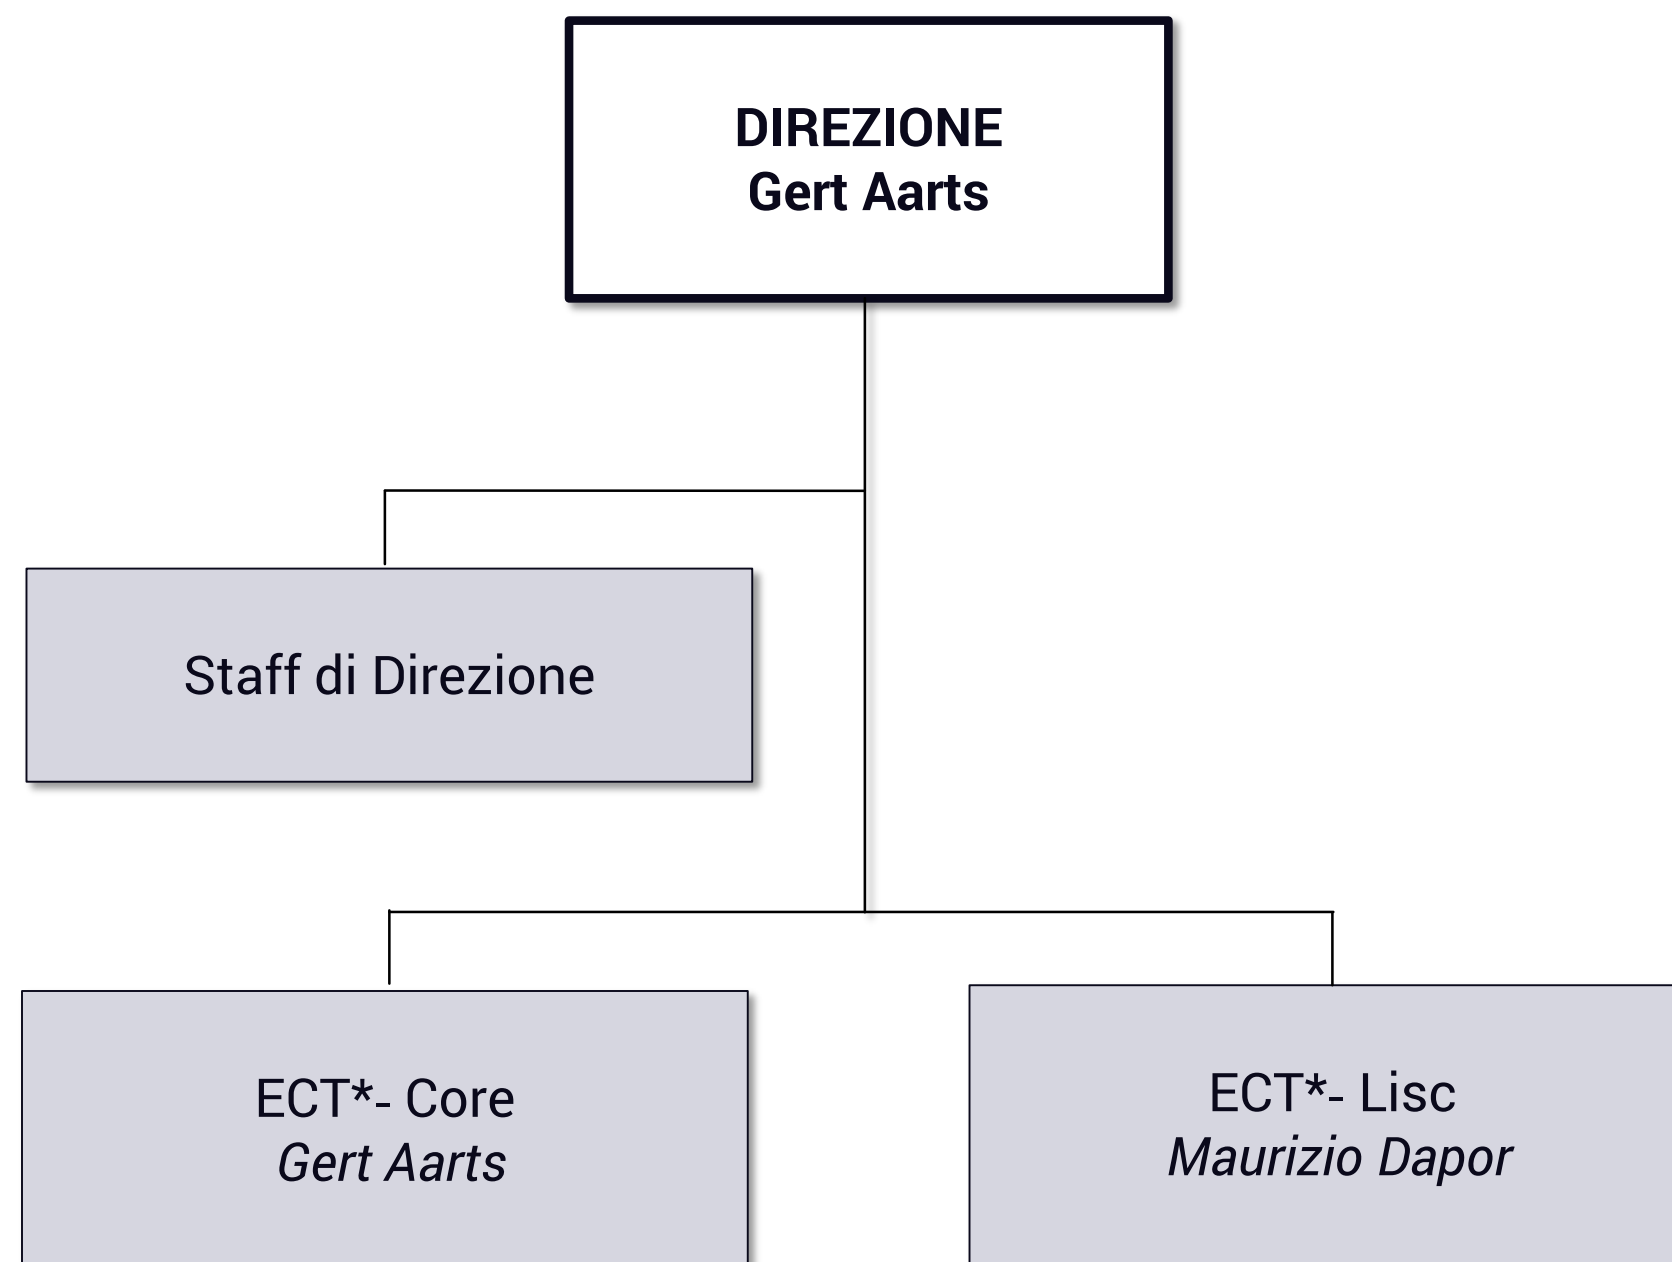 DIREZIONE
Gert Aarts
Staff di Direzione
ECT*- Core
Gert Aarts
ECT*- Lisc
Maurizio Dapor